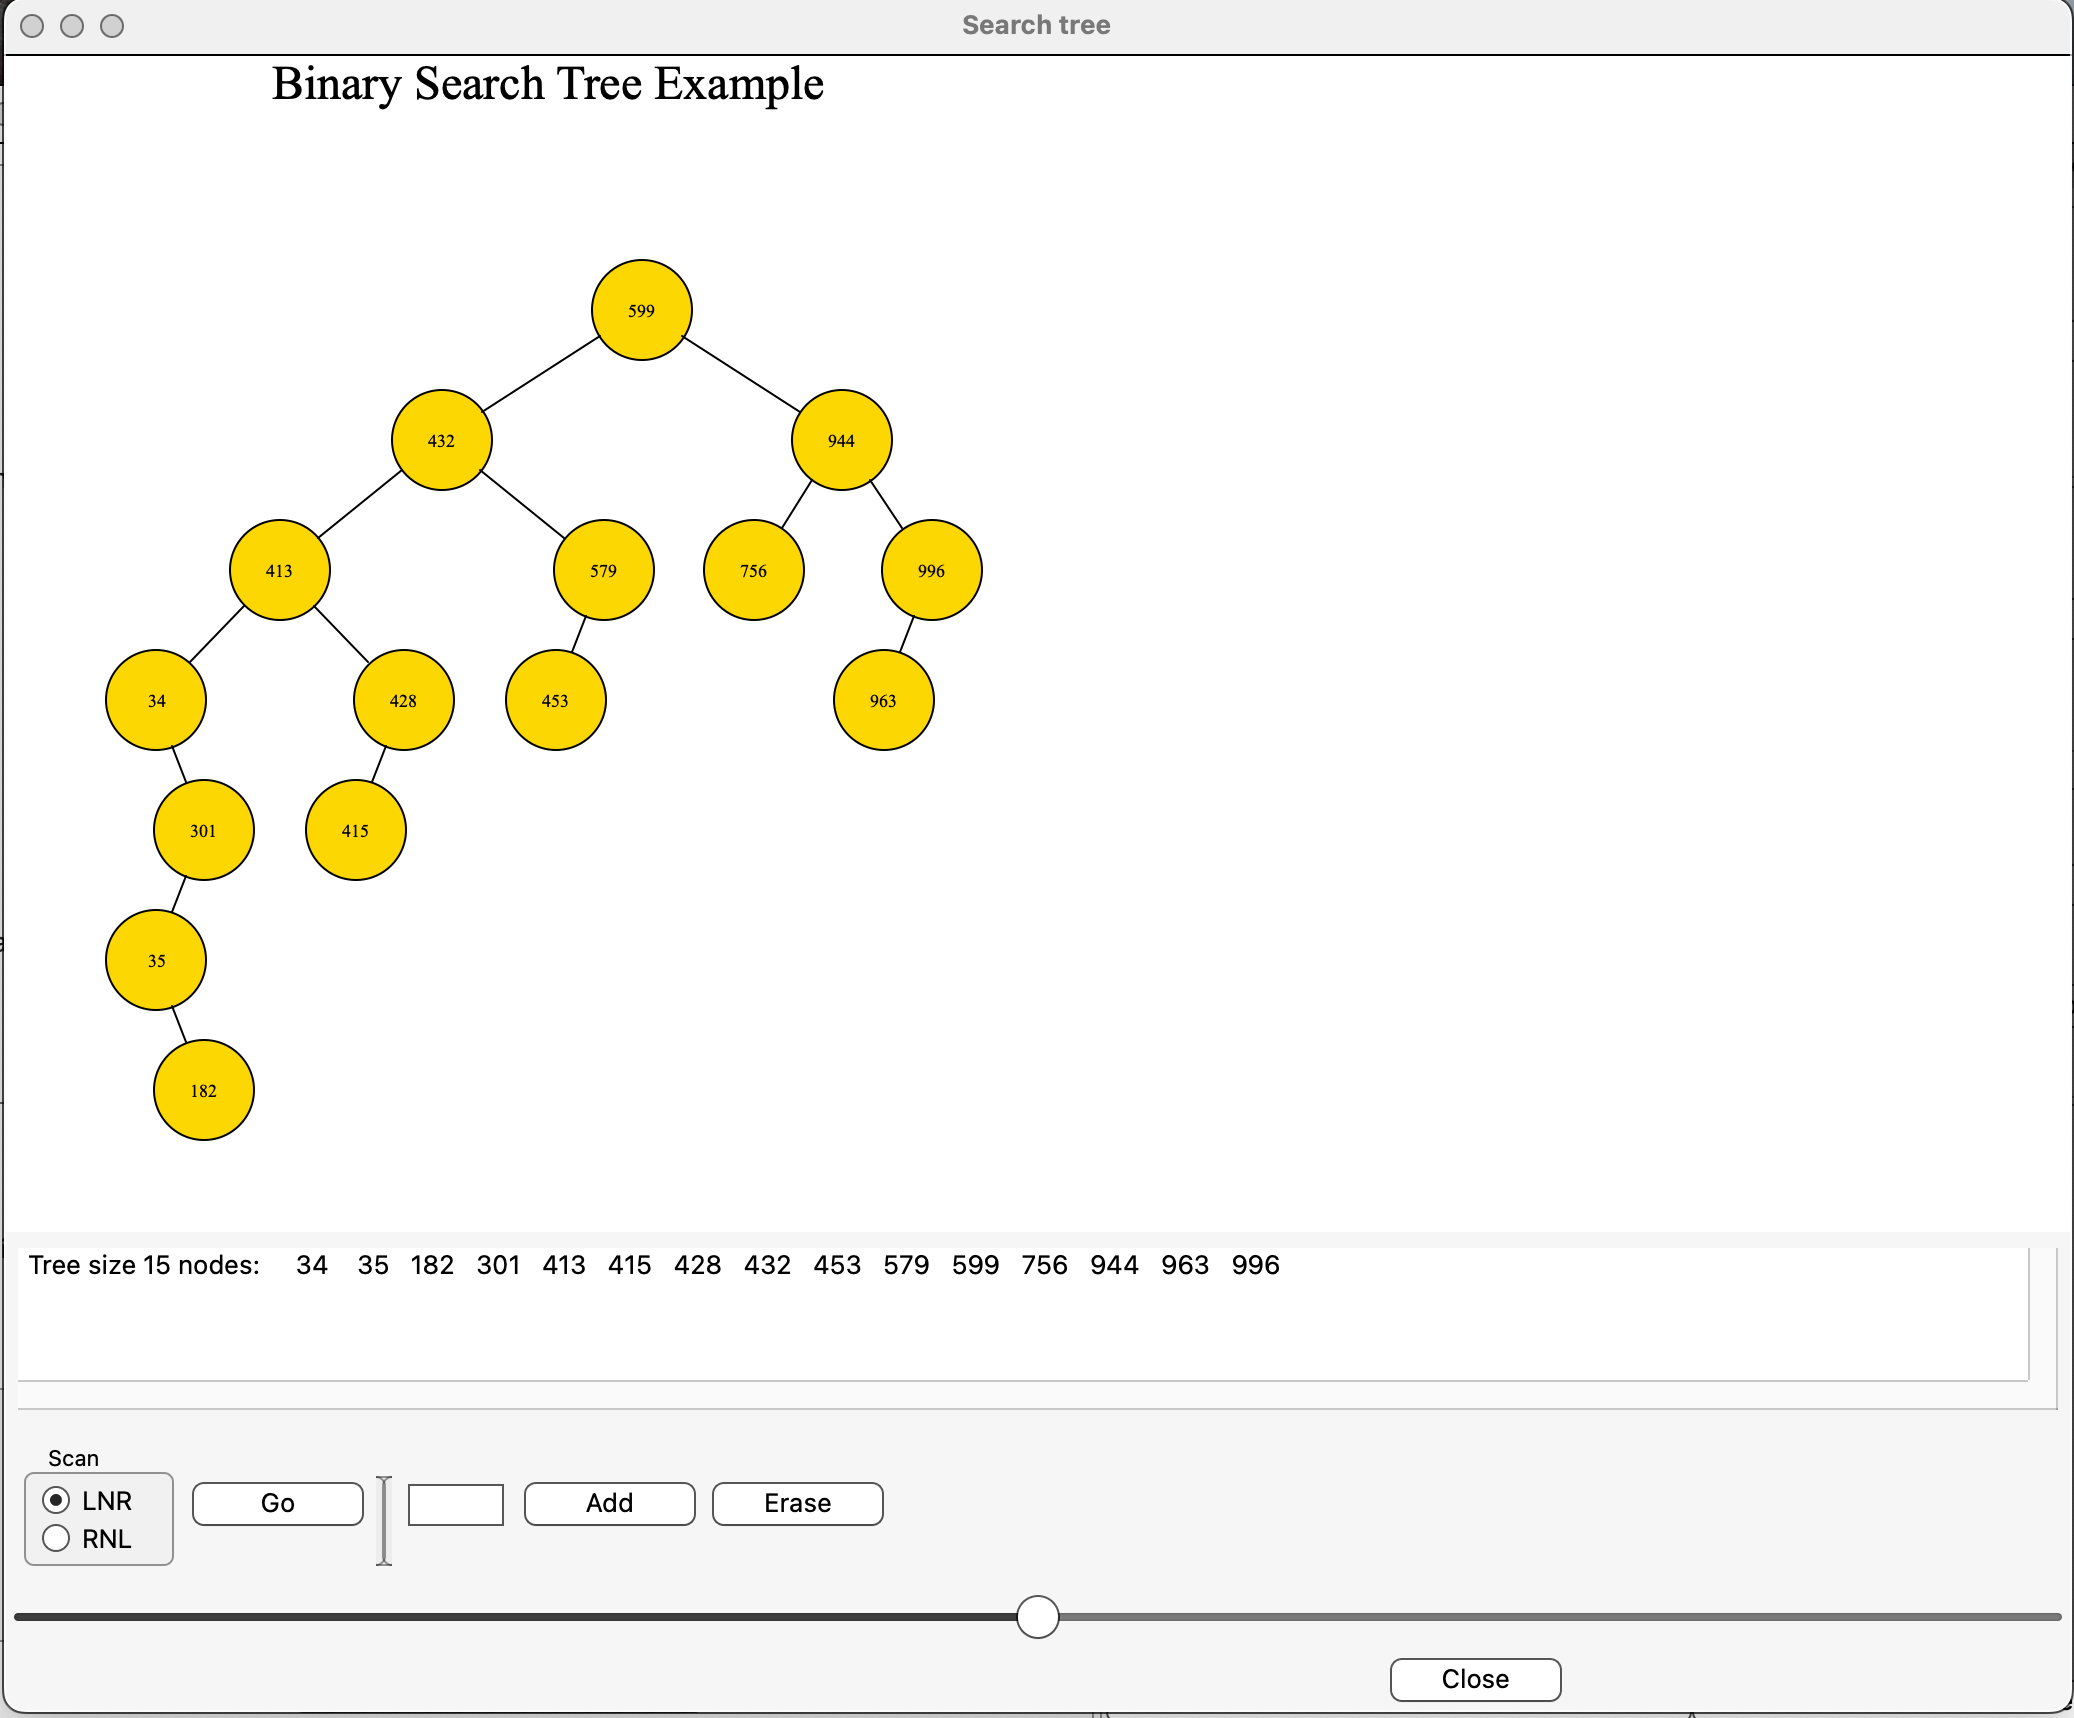 Search tree
Binary Search Tree Example
599
432 944
413 579 756 996
34 428 453 963
301 415
35
182
Tree size 15 nodes: 34 35 182 301 413 415 428 432 453 579 599 756 944 963 996
Scan
LNR
RNL
Go
Add
Erase
Close